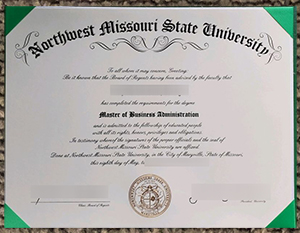 Northwest Missouri State University
To all whom it may concern, Greeting:
Be it known that the Board of Regents having been advised by the faculty that
has completed the requirements for the degree
Master of Business Administration
and is admitted to the fellowship of educated people
with all its rights, honors, privileges and obligations
In testimony whereof the signatures of the proper officials and the seal of
Northwest Missouri State University are affixed.
Done at Northwest Missouri State University, in the City of Maryville, State of Missouri,
this eighth day of May,